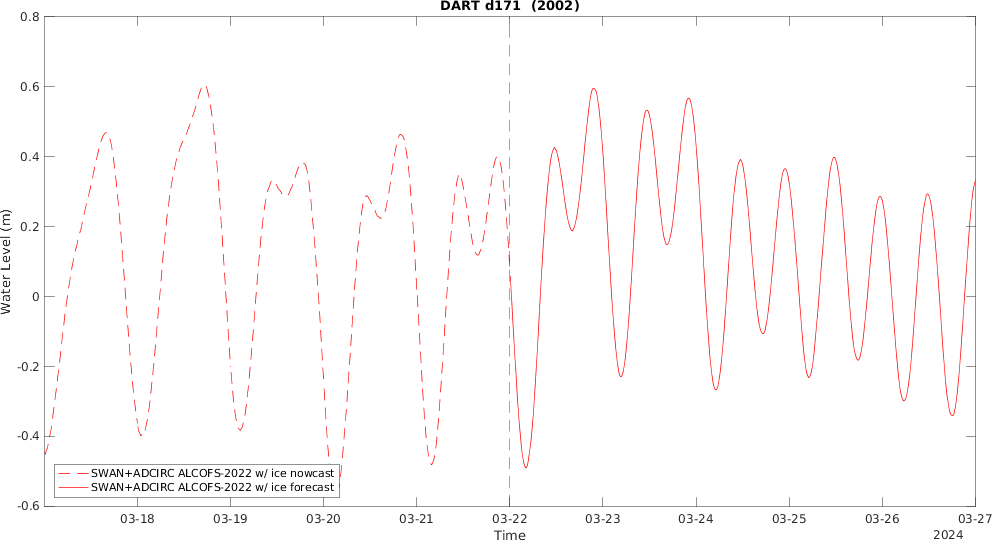 DART d171  (2002)
0.8
0.6
0.4
0.2
0
-0.2
-0.4
-0.6
Water Level (m)
SWAN+ADCIRC ALCOFS-2022 w/ ice nowcast
SWAN+ADCIRC ALCOFS-2022 w/ ice forecast
03-18 03-19 03-20 03-21 03-22 03-23 03-24 03-25 03-26 03-27
Time
2024